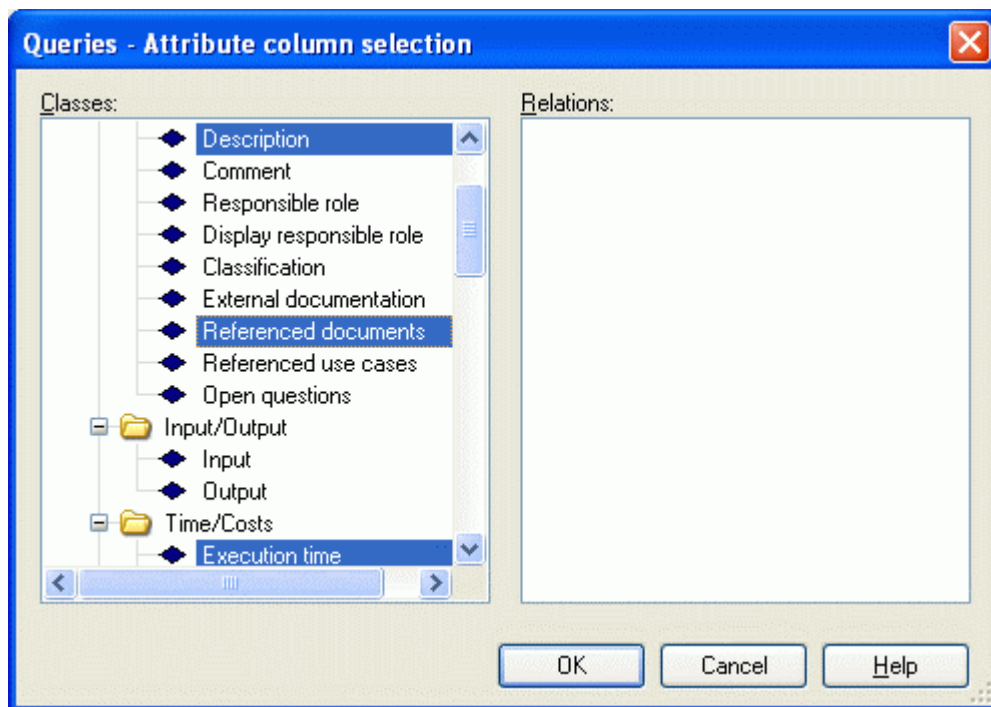 Queries - Attribute column selection
Classes:
Relations:
Description
Comment
Responsible role
Display responsible role
Classification
External documentation
Referenced documents
Referenced use cases
Open questions
Input/Output
Input
Output
Time/Costs
Execution time
OK
Cancel
Help